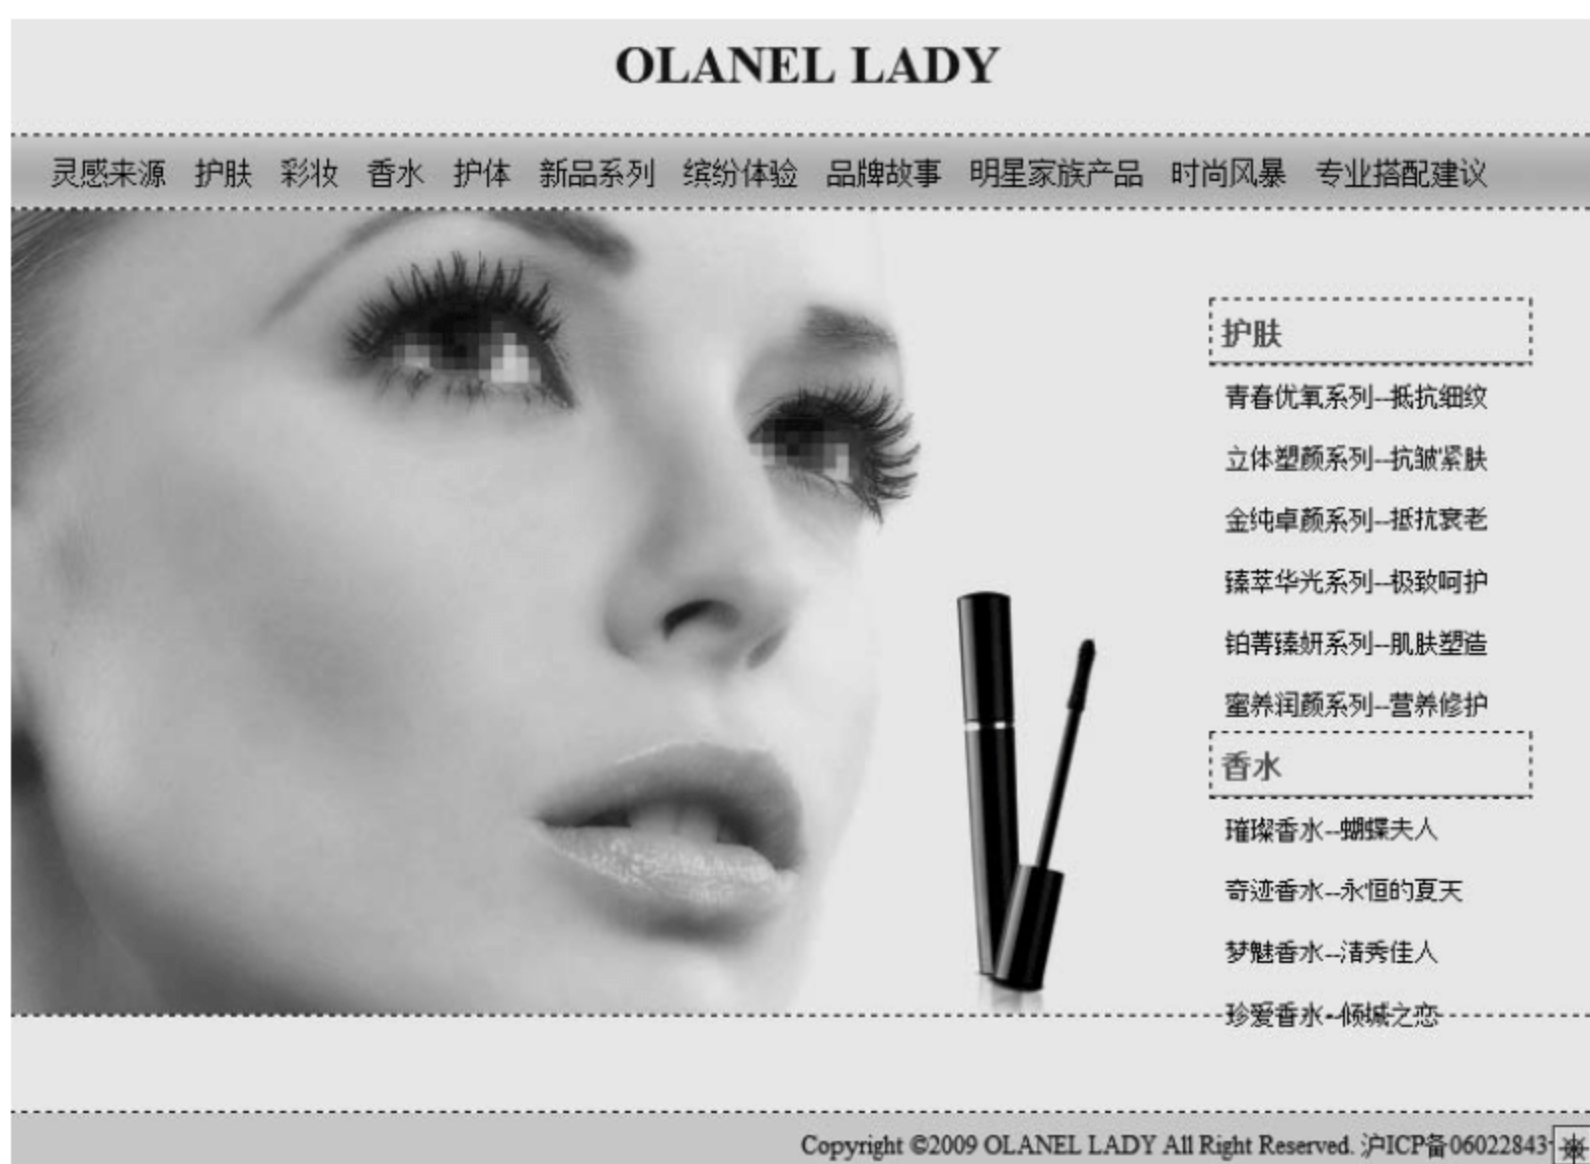 OLANEL LADY
灵感来源 护肤 彩妆 香水 护体 新品系列 缤纷体验 品牌故事 明星家族产品 时尚风暴 专业搭配建议
护肤
青春优氧系列--抵抗细纹
立体塑颜系列--抗皱紧肤
金纯卓颜系列--抵抗衰老
臻萃华光系列--极致呵护
铂菁臻妍系列--肌肤塑造
蜜养润颜系列--营养修护
香水
璀璨香水--蝴蝶夫人
奇迹香水--永恒的夏天
梦魅香水--清秀佳人
珍爱香水--倾城之恋
Copyright ©2009 OLANEL LADY All Right Reserved. 沪ICP备06022843